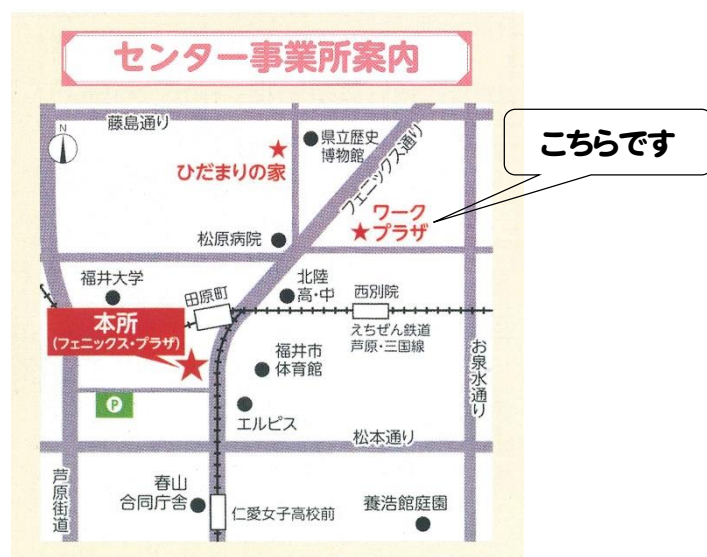 センター事業所案内
藤島通り
N
県立歴史
博物館
フェニックス通り
こちらです
ひだまりの家
ワーク
プラザ
松原病院
福井大学
田原町
北陸
高・中
西別院
本所
(フェニックス・プラザ)
えちぜん鉄道
芦原・三国線
福井市
体育館
お泉水通り
P
エルピス
松本通り
芦原街道
春山
合同庁舎
仁愛女子高校前
養浩館庭園